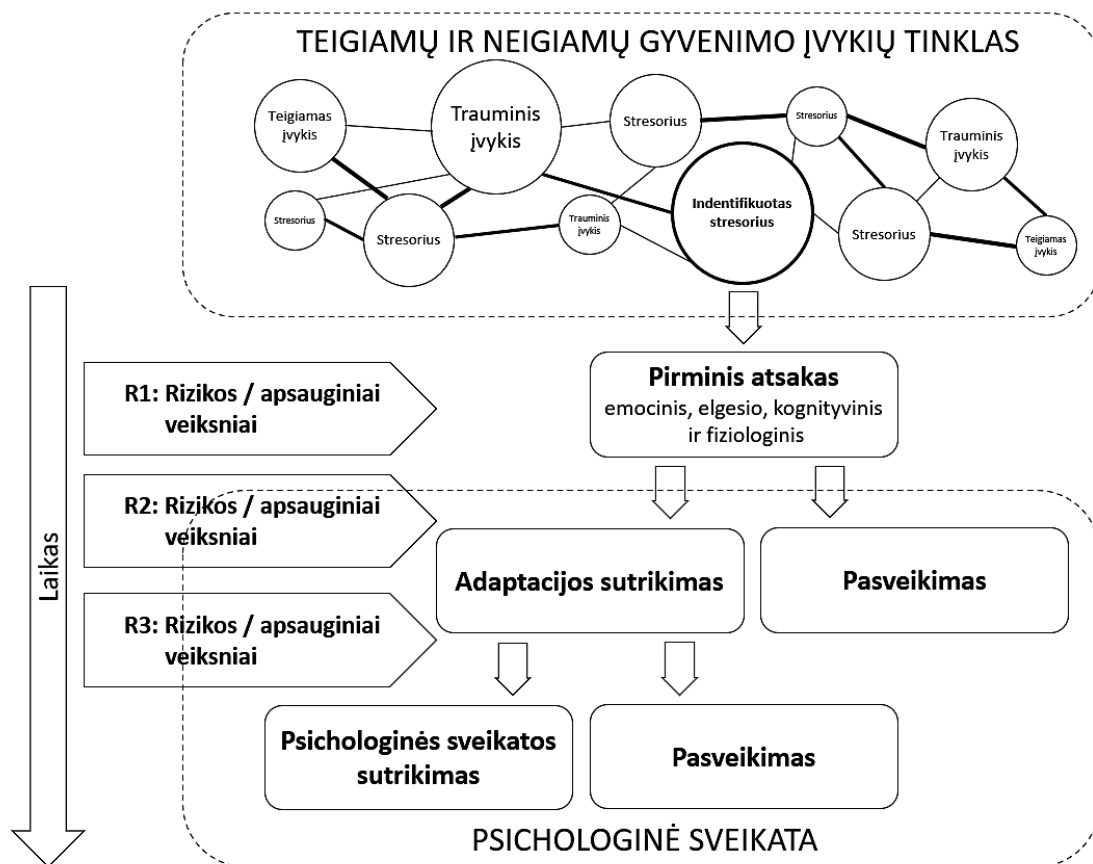 TEIGIAMŲ IR NEIGIAMŲ GYVENIMO ĮVYKIŲ TINKLAS
Teigiamas
įvykis
Trauminis
įvykis
Stresorius
Stresorius
Trauminis
įvykis
Stresorius
Stresorius
Trauminis
įvykis
Indentifikuotas
stresorius
Stresorius
Teigiamas
įvykis
Laikas
R1: Rizikos / apsauginiai
veiksniai
Pirminis atsakas
emocinis, elgesio, kognityvinis
ir fiziologinis
R2: Rizikos / apsauginiai
veiksniai
Adaptacijos sutrikimas
Pasveikimas
R3: Rizikos / apsauginiai
veiksniai
Psichologinės sveikatos
sutrikimas
Pasveikimas
PSICHOLOGINĖ SVEIKATA